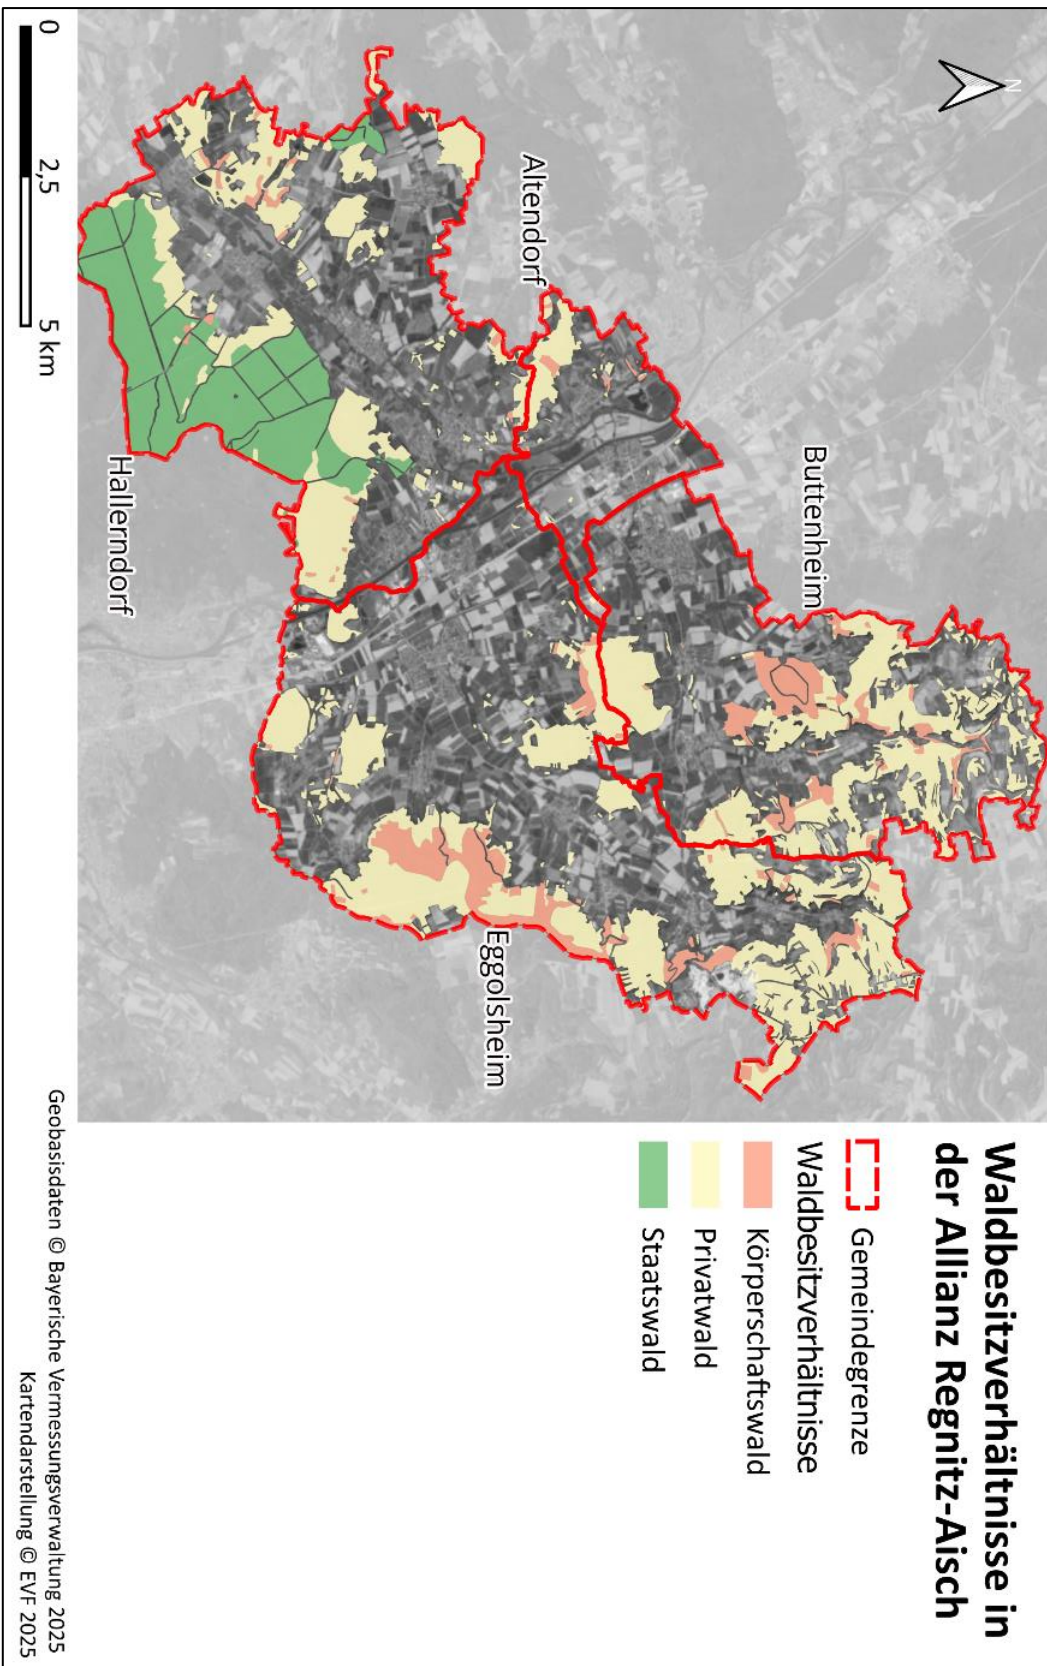 Waldbesitzverhältnisse in
der Allianz Regnitz-Aisch
Gemeindegrenze
Waldbesitzverhältnisse
Körperschaftswald
Privatwald
Staatswald
N
Buttenheim
Altendorf
Eggolsheim
Hallerndorf
0 2,5 5 km
Geobasisdaten © Bayerische Vermessungsverwaltung 2025
Kartendarstellung © EVF 2025